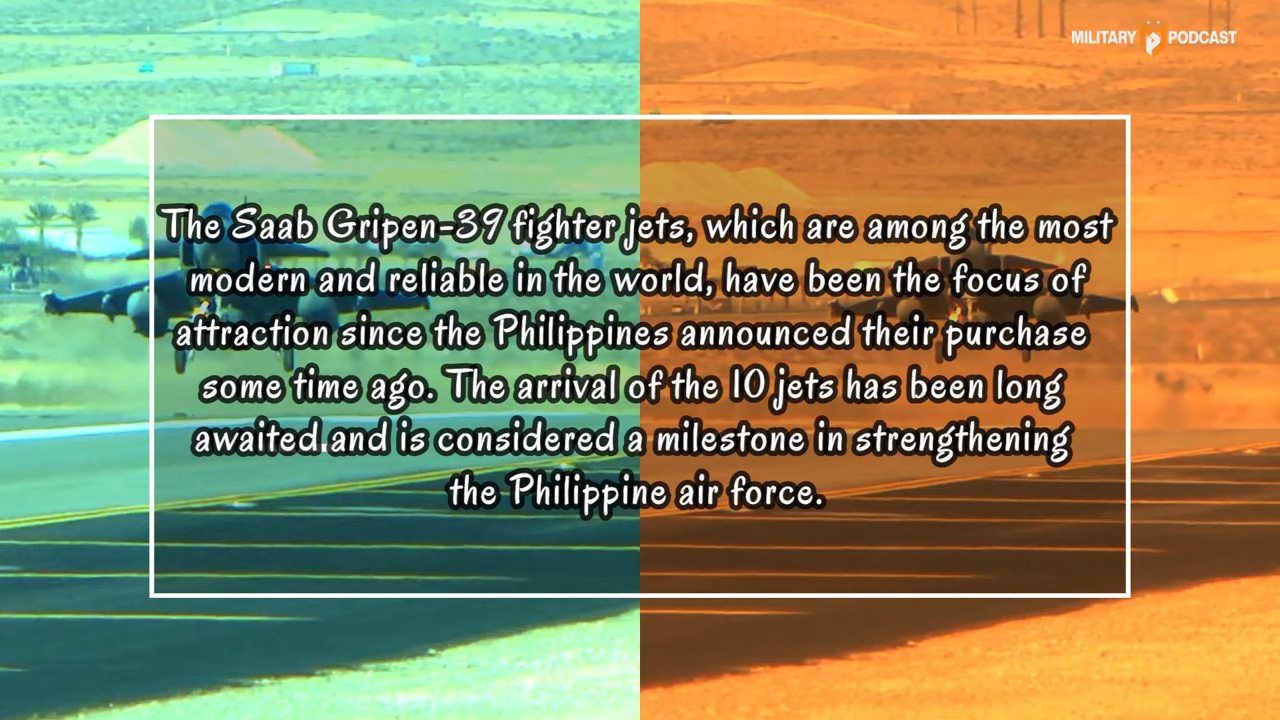 MILITARY PODCAST
The Saab Gripen-39 fighter jets, which are among the most
modern and reliable in the world, have been the focus of
attraction since the Philippines announced their purchase
some time ago. The arrival of the 10 jets has been long
awaited.and is considered a milestone in strengthening
the Philippine air force.